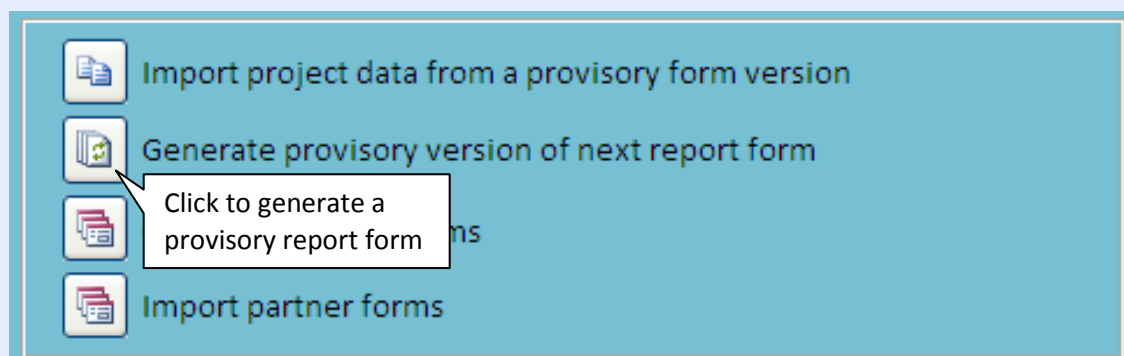 Import project data from a provisory form version
Generate provisory version of next report form
Click to generate a
provisory report form
Import partner forms